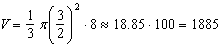 V = 1/3 π(3/2)² · 8 ≈ 18.85 · 100 = 1885